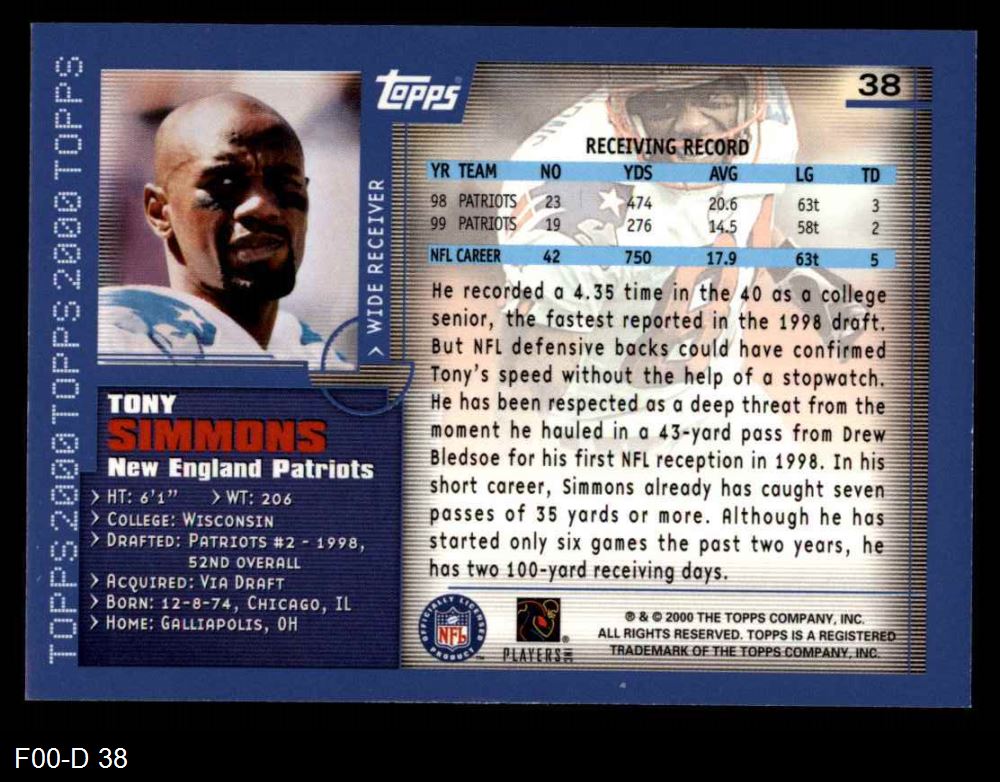 TOPPS 2000 TOPPS 2000 TOPPS 2000 TOPPS
topps
38
WIDE RECEIVER
TONY
SIMMONS
New England Patriots
> HT: 6'1" > WT: 206
> COLLEGE: WISCONSIN
> DRAFTED: PATRIOTS #2 - 1998,
52ND OVERALL
> ACQUIRED: VIA DRAFT
> BORN: 12-8-74, CHICAGO, IL
> HOME: GALLIAPOLIS, OH
RECEIVING RECORD
YR TEAM NO YDS AVG LG TD
98 PATRIOTS 23 474 20.6 63t 3
99 PATRIOTS 19 276 14.5 58t 2
NFL CAREER 42 750 17.9 63t 5
He recorded a 4.35 time in the 40 as a college
senior, the fastest reported in the 1998 draft.
But NFL defensive backs could have confirmed
Tony's speed without the help of a stopwatch.
He has been respected as a deep threat from the
moment he hauled in a 43-yard pass from Drew
Bledsoe for his first NFL reception in 1998. In his
short career, Simmons already has caught seven
passes of 35 yards or more. Although he has
started only six games the past two years, he
has two 100-yard receiving days.
OFFICIALLY LICENSED PRODUCT
NFL
PLAYERS INC
® & © 2000 THE TOPPS COMPANY, INC.
ALL RIGHTS RESERVED. TOPPS IS A REGISTERED
TRADEMARK OF THE TOPPS COMPANY, INC.
F00-D 38